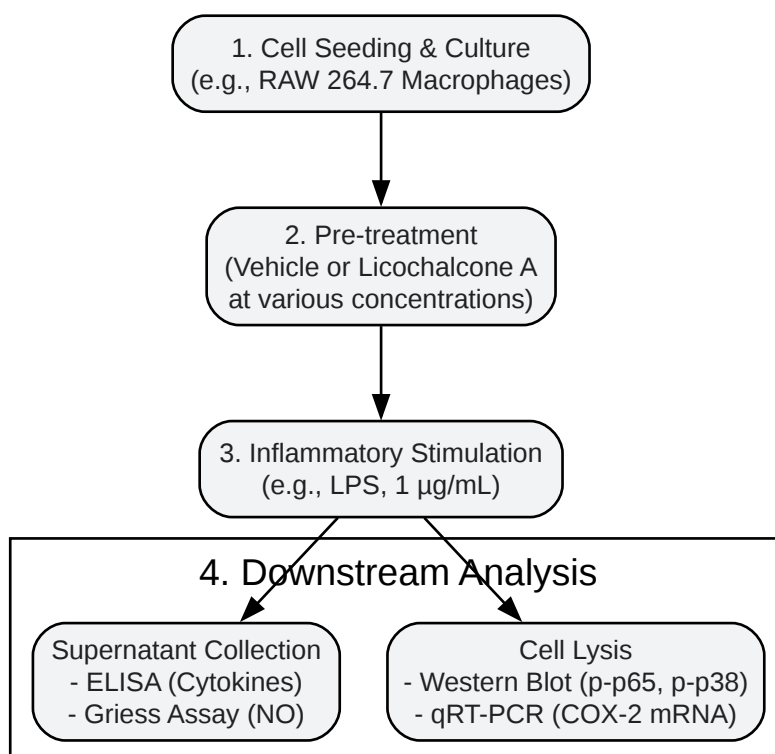 1. Cell Seeding & Culture
(e.g., RAW 264.7 Macrophages)
2. Pre-treatment
(Vehicle or Licochalcone A
at various concentrations)
3. Inflammatory Stimulation
(e.g., LPS, 1 µg/mL)
4. Downstream Analysis
Supernatant Collection
- ELISA (Cytokines)
- Griess Assay (NO)
Cell Lysis
- Western Blot (p-p65, p-p38)
- qRT-PCR (COX-2 mRNA)